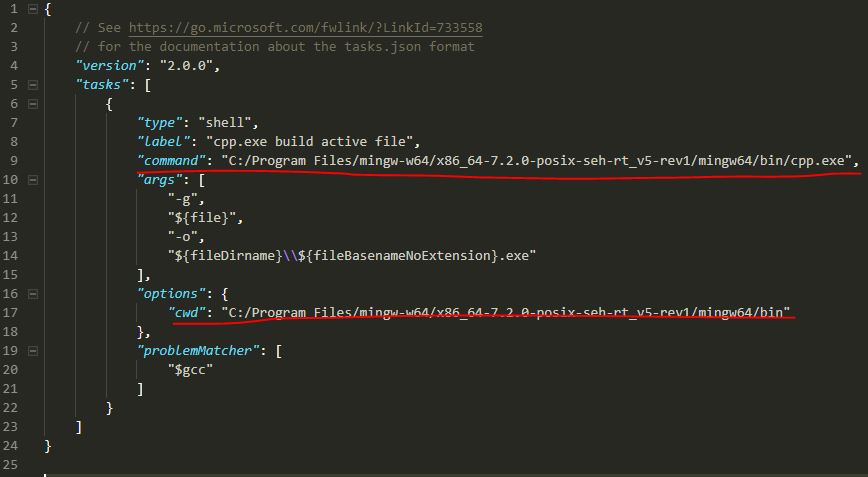 1 {
2 // See https://go.microsoft.com/fwlink/?LinkId=733558
3 // for the documentation about the tasks.json format
4 "version": "2.0.0",
5 "tasks": [
6 {
7 "type": "shell",
8 "label": "cpp.exe build active file",
9 "command": "C:/Program Files/mingw-w64/x86_64-7.2.0-posix-seh-rt_v5-rev1/mingw64/bin/cpp.exe",
10 "args": [
11 "-g",
12 "${file}",
13 "-o",
14 "${fileDirname}\\${fileBasenameNoExtension}.exe"
15 ],
16 "options": {
17 "cwd": "C:/Program Files/mingw-w64/x86_64-7.2.0-posix-seh-rt_v5-rev1/mingw64/bin"
18 },
19 "problemMatcher": [
20 "$gcc"
21 ]
22 }
23 ]
24 }
25